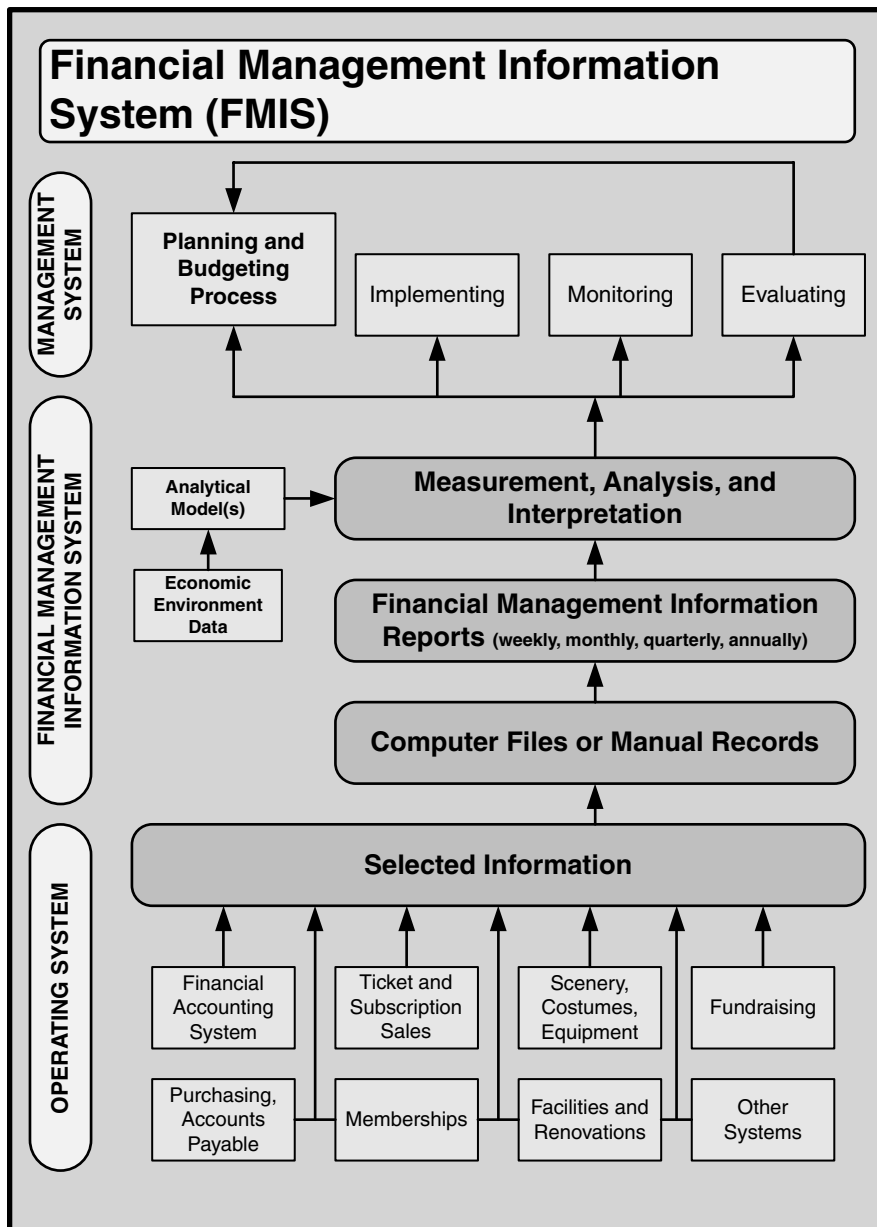 Financial Management Information
System (FMIS)
MANAGEMENT
SYSTEM
Planning and
Budgeting
Process
Implementing
Monitoring
Evaluating
FINANCIAL MANAGEMENT
INFORMATION SYSTEM
Analytical
Model(s)
Measurement, Analysis, and
Interpretation
Economic
Environment
Data
Financial Management Information
Reports (weekly, monthly, quarterly, annually)
Computer Files or Manual Records
OPERATING SYSTEM
Selected Information
Financial
Accounting
System
Ticket and
Subscription
Sales
Scenery,
Costumes,
Equipment
Fundraising
Purchasing,
Accounts
Payable
Memberships
Facilities and
Renovations
Other
Systems